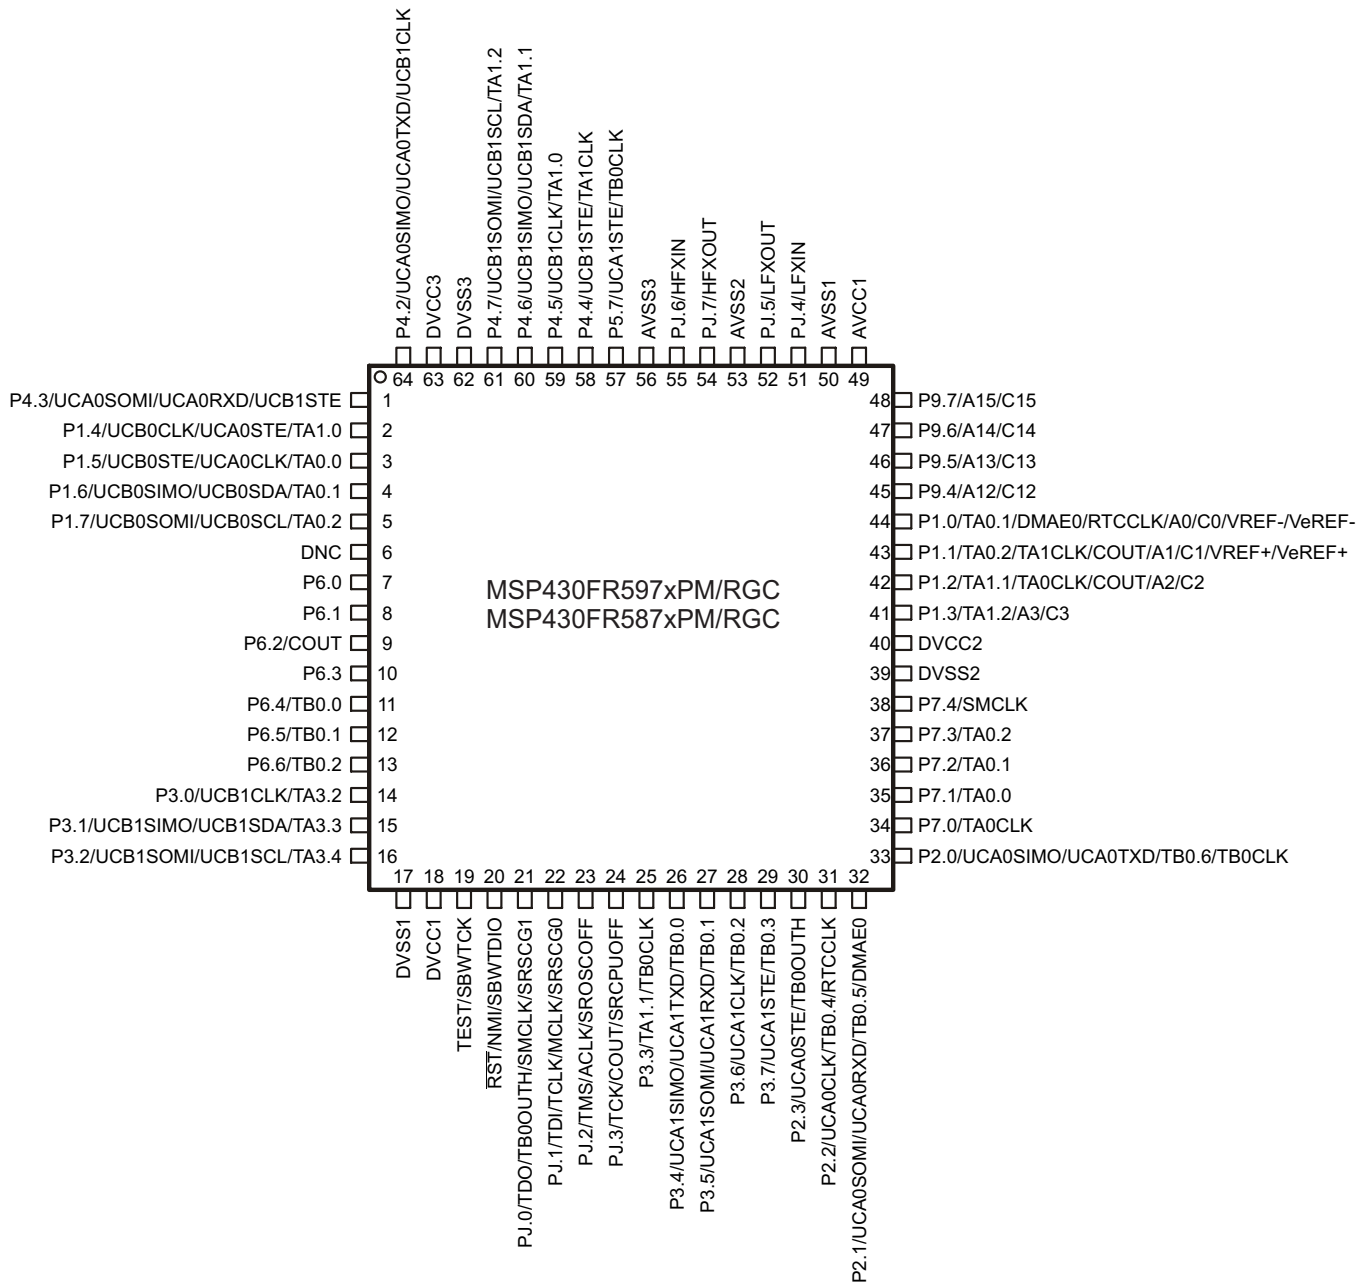 P4.2/UCA0SIMO/UCA0TXD/UCB1CLK
DVCC3
DVSS3
P4.7/UCB1SOMI/UCB1SCL/TA1.2
P4.6/UCB1SIMO/UCB1SDA/TA1.1
P4.5/UCB1CLK/TA1.0
P4.4/UCB1STE/TA1CLK
P5.7/UCA1STE/TB0CLK
AVSS3
PJ.6/HFXIN
PJ.7/HFXOUT
AVSS2
PJ.5/LFXOUT
PJ.4/LFXIN
AVSS1
AVCC1
64 63 62 61 60 59 58 57 56 55 54 53 52 51 50 49
P4.3/UCA0SOMI/UCA0RXD/UCB1STE 1
P1.4/UCB0CLK/UCA0STE/TA1.0 2
P1.5/UCB0STE/UCA0CLK/TA0.0 3
P1.6/UCB0SIMO/UCB0SDA/TA0.1 4
P1.7/UCB0SOMI/UCB0SCL/TA0.2 5
DNC 6
P6.0 7
P6.1 8
P6.2/COUT 9
P6.3 10
P6.4/TB0.0 11
P6.5/TB0.1 12
P6.6/TB0.2 13
P3.0/UCB1CLK/TA3.2 14
P3.1/UCB1SIMO/UCB1SDA/TA3.3 15
P3.2/UCB1SOMI/UCB1SCL/TA3.4 16
MSP430FR597xPM/RGC
MSP430FR587xPM/RGC
48 P9.7/A15/C15
47 P9.6/A14/C14
46 P9.5/A13/C13
45 P9.4/A12/C12
44 P1.0/TA0.1/DMAE0/RTCCLK/A0/C0/VREF-/VeREF-
43 P1.1/TA0.2/TA1CLK/COUT/A1/C1/VREF+/VeREF+
42 P1.2/TA1.1/TA0CLK/COUT/A2/C2
41 P1.3/TA1.2/A3/C3
40 DVCC2
39 DVSS2
38 P7.4/SMCLK
37 P7.3/TA0.2
36 P7.2/TA0.1
35 P7.1/TA0.0
34 P7.0/TA0CLK
33 P2.0/UCA0SIMO/UCA0TXD/TB0.6/TB0CLK
17 18 19 20 21 22 23 24 25 26 27 28 29 30 31 32
DVSS1
DVCC1
TEST/SBWTCK
RST/NMI/SBWTDIO
PJ.0/TDO/TB0OUTH/SMCLK/SRSCG1
PJ.1/TDI/TCLK/MCLK/SRSCG0
PJ.2/TMS/ACLK/SROSCOFF
PJ.3/TCK/COUT/SRCPUOFF
P3.3/TA1.1/TB0CLK
P3.4/UCA1SIMO/UCA1TXD/TB0.0
P3.5/UCA1SOMI/UCA1RXD/TB0.1
P3.6/UCA1CLK/TB0.2
P3.7/UCA1STE/TB0.3
P2.3/UCA0STE/TB0OUTH
P2.2/UCA0CLK/TB0.4/RTCCLK
P2.1/UCA0SOMI/UCA0RXD/TB0.5/DMAE0